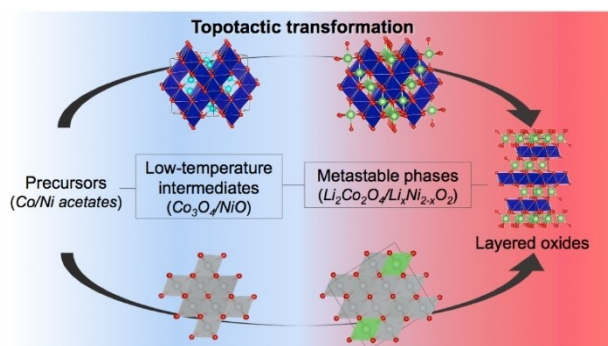 Topotactic transformation
Precursors
(Co/Ni acetates)
Low-temperature
intermediates
(Co₃O₄/NiO)
Metastable phases
(Li₂Co₂O₄/LiₓNi₂₋ₓO₂)
Layered oxides